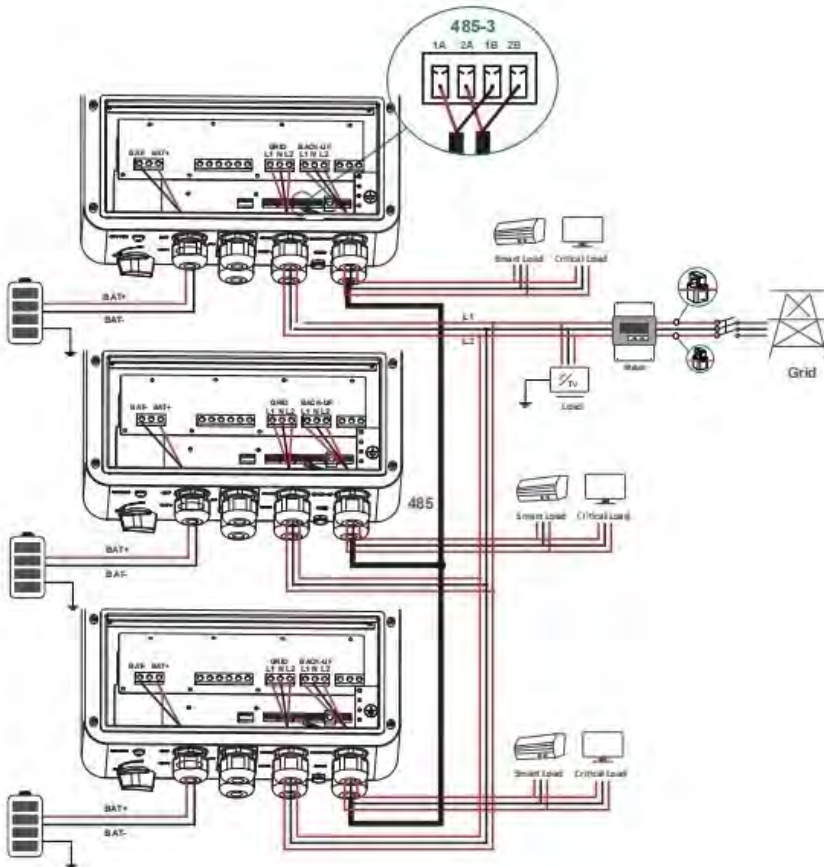 485-3
1A 2A 1B 2B
BAT- BAT+
GRID
L1 N L2
BACK-UP
L1 N L2
Smart Load
Critical Load
BAT+
BAT-
L1
L2
Grid
Load
BAT- BAT+
GRID
L1 N L2
BACK-UP
L1 N L2
485
Smart Load
Critical Load
BAT+
BAT-
BAT- BAT+
GRID
L1 N L2
BACK-UP
L1 N L2
Smart Load
Critical Load
BAT+
BAT-